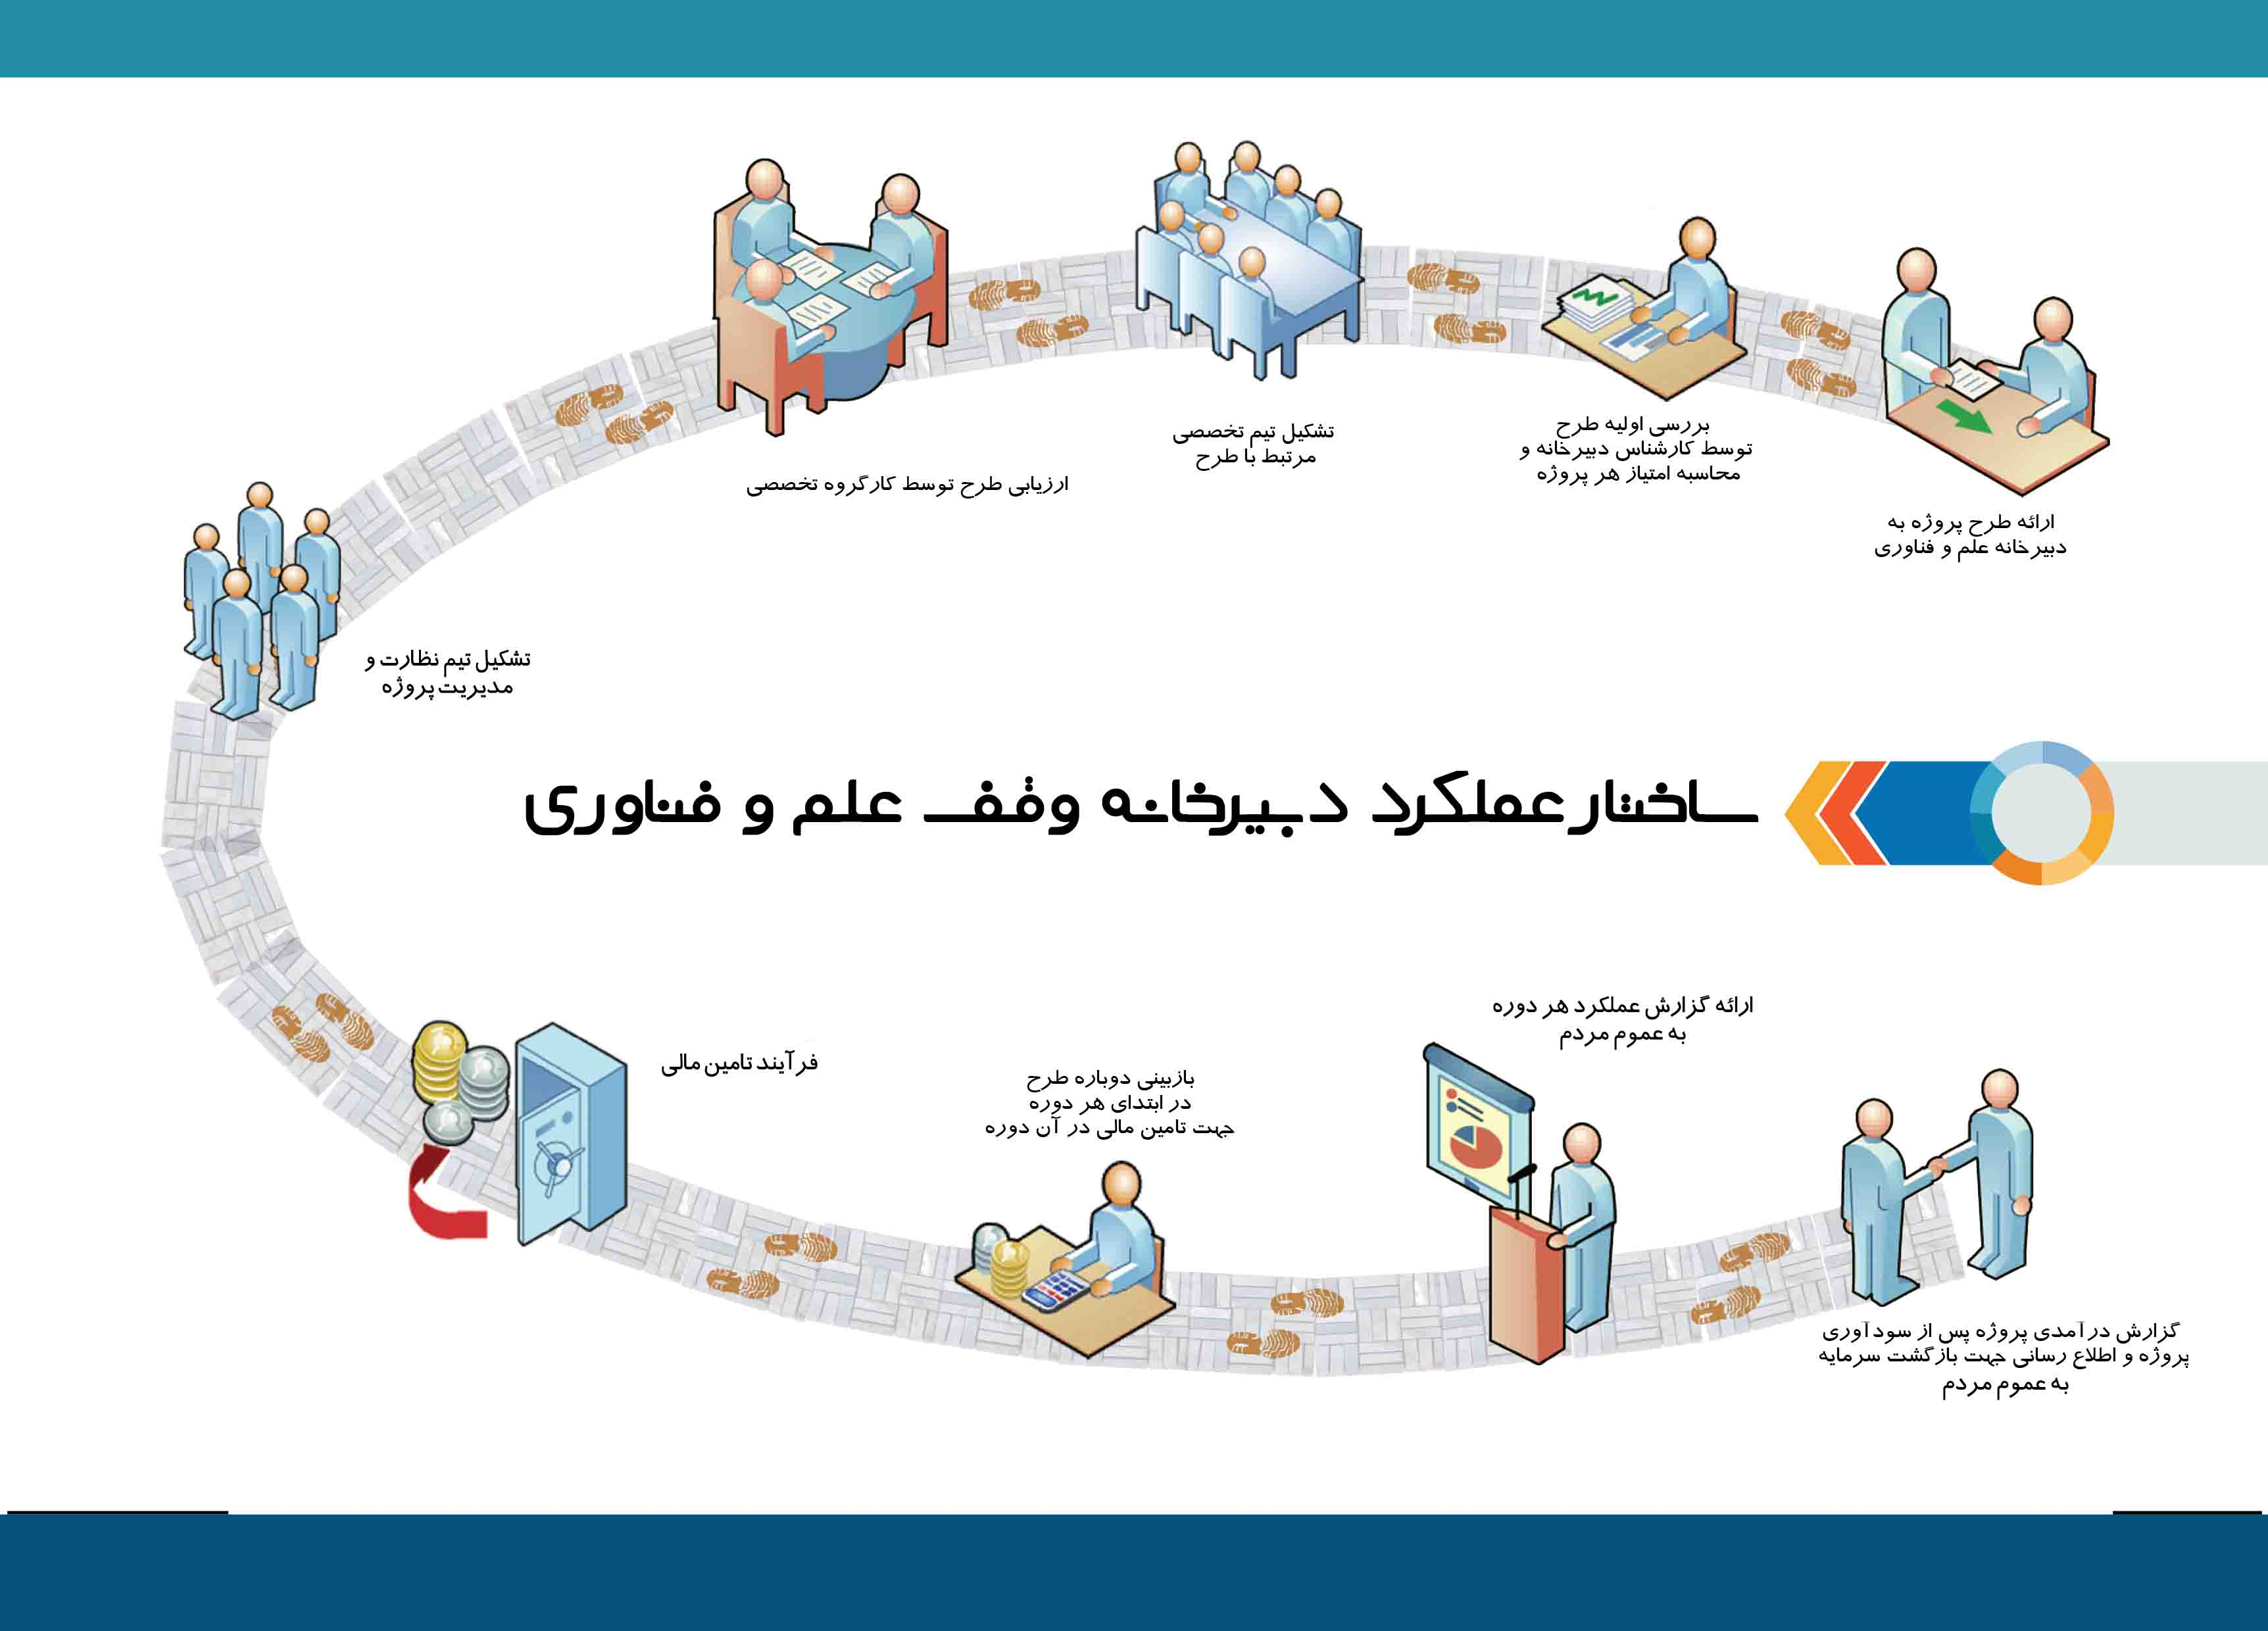 ارائه طرح پروژه به
دبیرخانه علم و فناوری
بررسی اولیه طرح
توسط کارشناس دبیرخانه و
محاسبه امتیاز هر پروژه
تشکیل تیم تخصصی
مرتبط با طرح
ارزیابی طرح توسط کارگروه تخصصی
تشکیل تیم نظارت و
مدیریت پروژه
ساختار عملکرد دبیرخانه وقف علم و فناوری
فرآیند تامین مالی
بازبینی دوباره طرح
در ابتدای هر دوره
جهت تامین مالی در آن دوره
ارائه گزارش عملکرد هر دوره
به عموم مردم
گزارش درآمدی پروژه پس از سودآوری
پروژه و اطلاع رسانی جهت بازگشت سرمایه
به عموم مردم